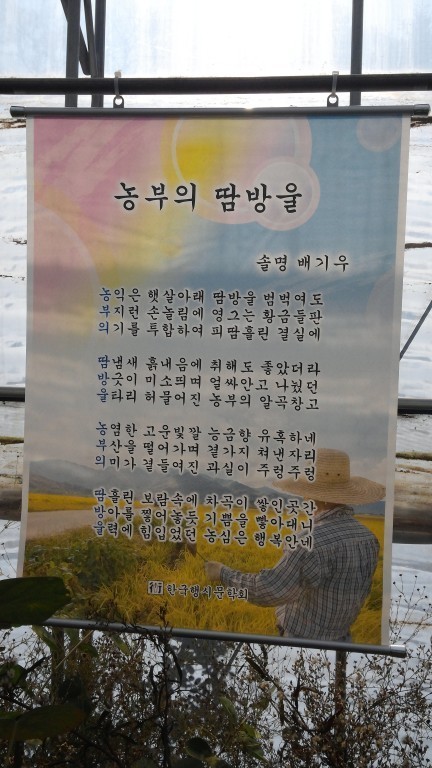 농부의 땀방울
솔명 배기우
농익은 햇살아래 땀방울 범벅여도
부지런 손놀림에 영그는 황금들판
의기를 투합하여 피땀흘린 결실에
땀냄새 흙내음에 취해도 좋았더라
방긋이 미소띄며 얼싸안고 나눴던
울타리 허물어진 농부의 알곡창고
농염한 고운빛깔 능금향 유혹하네
부산을 떨어가며 곁가지 쳐낸자리
의미가 곁들여진 과실이 주렁주렁
땀흘린 보람속에 차곡이 쌓인곳간
방아를 찧어놓듯 기쁨을 빻아대니
울력에 힘입었던 농심은 행복안네
한국행시문학회